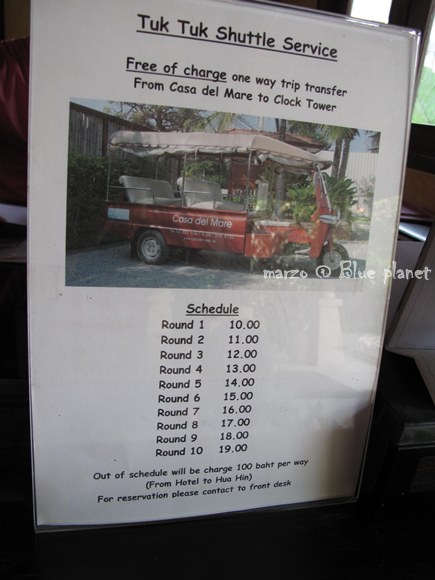 Tuk Tuk Shuttle Service
Free of charge one way trip transfer
From Casa del Mare to Clock Tower
Casa del Mare
marzo @ Blue planet
Schedule
Round 1 10.00
Round 2 11.00
Round 3 12.00
Round 4 13.00
Round 5 14.00
Round 6 15.00
Round 7 16.00
Round 8 17.00
Round 9 18.00
Round 10 19.00
Out of schedule will be charge 100 baht per way
(From Hotel to Hua Hin)
For reservation please contact to front desk